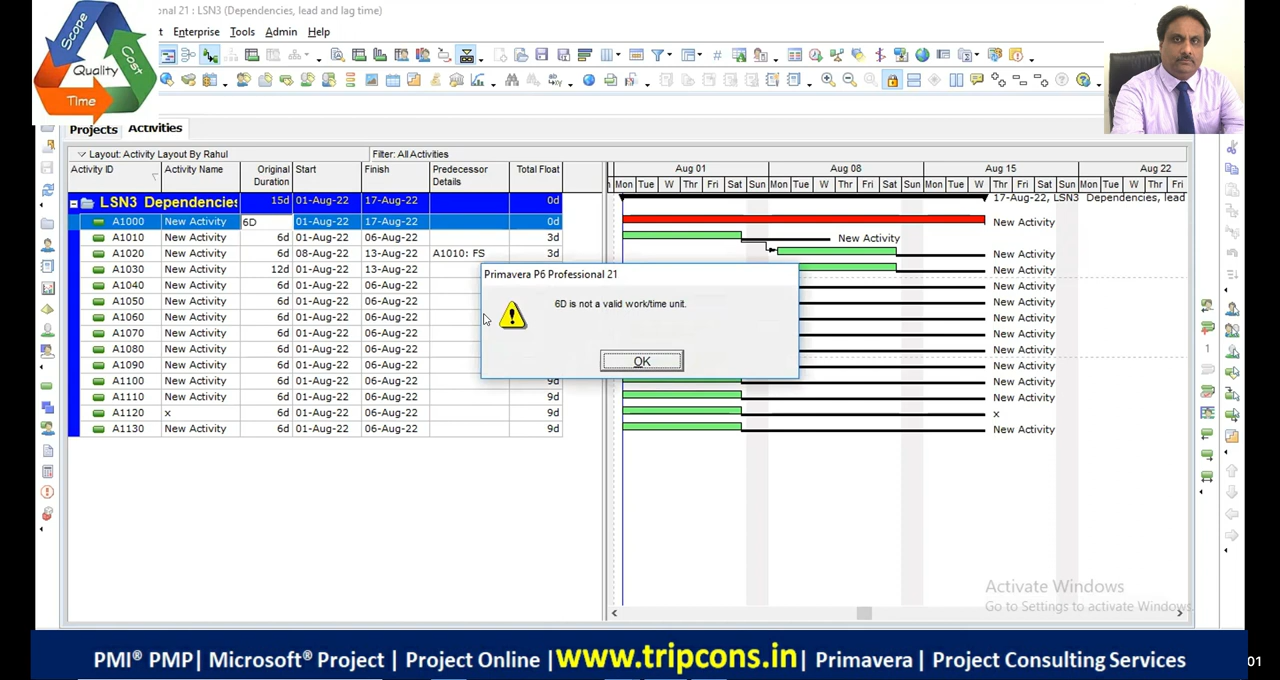 onal 21 : LSN3 (Dependencies, lead and lag time)
Scope
Cost
Quality
Time
t Enterprise Tools Admin Help
Projects Activities
Layout: Activity Layout By Rahul Filter: All Activities
Activity ID Activity Name Original Duration Start Finish Predecessor Details Total Float
Aug 01 Aug 08 Aug 15 Aug 22
Mon Tue W Thr Fri Sat Sun Mon Tue W Thr Fri Sat Sun Mon Tue W Thr Fri Sat Sun Mon Tue W Thr Fri
LSN3 Dependencies 15d 01-Aug-22 17-Aug-22 0d 17-Aug-22, LSN3 Dependencies, lead
A1000 New Activity 6D 01-Aug-22 17-Aug-22 0d New Activity
A1010 New Activity 6d 01-Aug-22 06-Aug-22 3d New Activity
A1020 New Activity 6d 08-Aug-22 13-Aug-22 A1010: FS 3d New Activity
A1030 New Activity 12d 01-Aug-22 13-Aug-22 New Activity
A1040 New Activity 6d 01-Aug-22 06-Aug-22 New Activity
A1050 New Activity 6d 01-Aug-22 06-Aug-22 New Activity
A1060 New Activity 6d 01-Aug-22 06-Aug-22 New Activity
A1070 New Activity 6d 01-Aug-22 06-Aug-22 New Activity
A1080 New Activity 6d 01-Aug-22 06-Aug-22 New Activity
A1090 New Activity 6d 01-Aug-22 06-Aug-22 New Activity
A1100 New Activity 6d 01-Aug-22 06-Aug-22 9d New Activity
A1110 New Activity 6d 01-Aug-22 06-Aug-22 9d New Activity
A1120 x 6d 01-Aug-22 06-Aug-22 9d x
A1130 New Activity 6d 01-Aug-22 06-Aug-22 9d New Activity
Primavera P6 Professional 21
6D is not a valid work/time unit.
OK
Activate Windows
Go to Settings to activate Windows.
PMI® PMP| Microsoft® Project | Project Online |www.tripcons.in| Primavera | Project Consulting Services
01